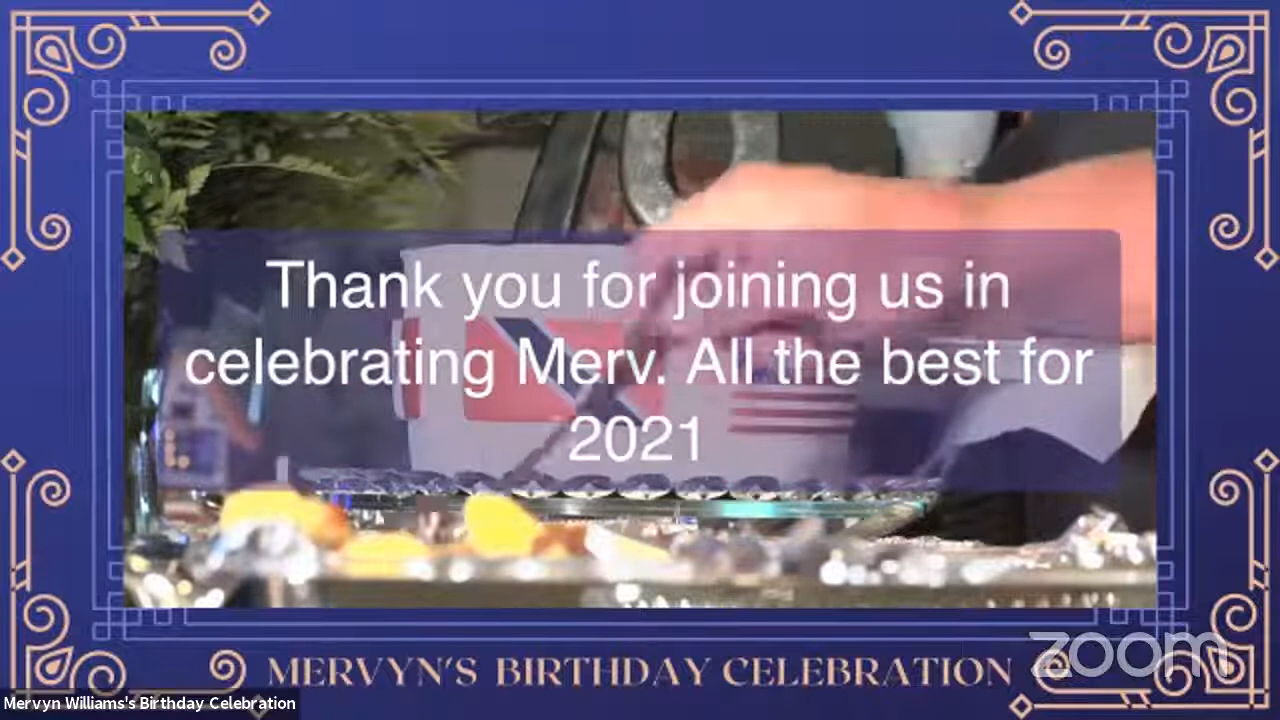 Thank you for joining us in
celebrating Merv. All the best for
2021
MERVYN'S BIRTHDAY CELEBRATION
zoom
Mervyn Williams's Birthday Celebration